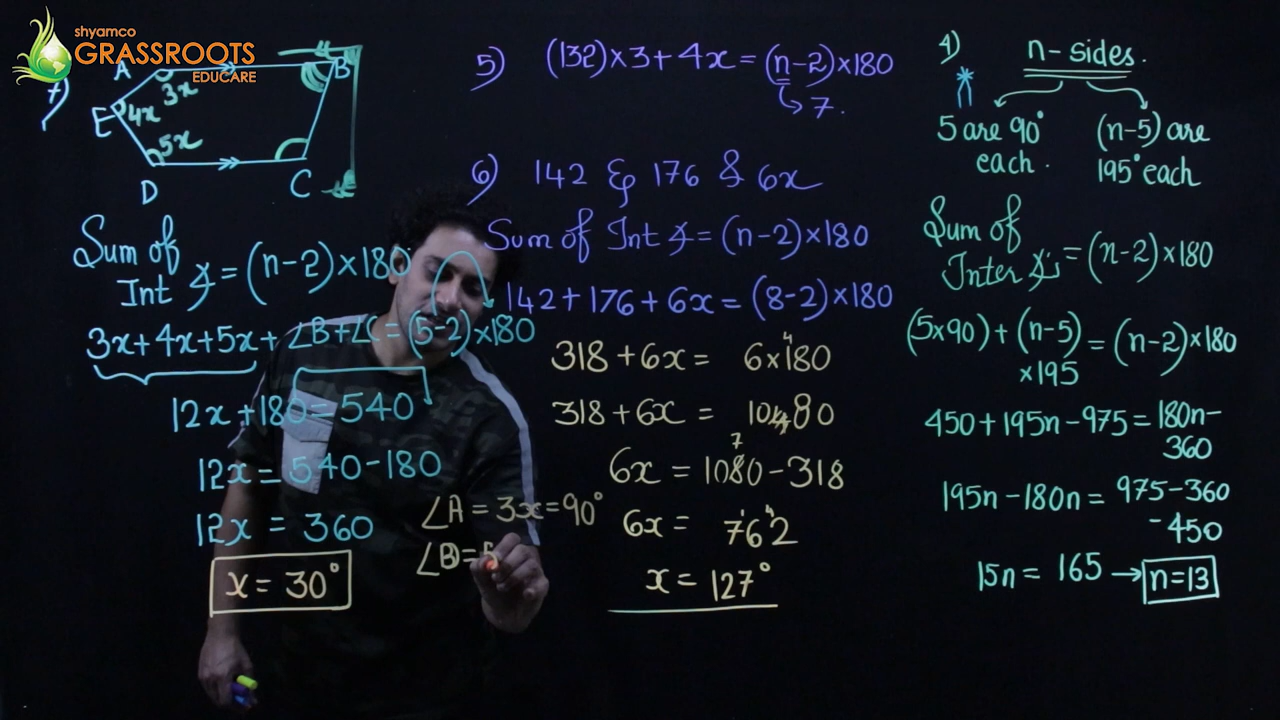 shyamco
GRASSROOTS
EDUCARE
7)
A
B
3x
E
4x
5x
D
C
Sum of
Int ∡ = (n-2)×180
3x+4x+5x+∠B+∠C = (5-2)×180
12x+180 = 540
12x = 540-180
12x = 360
x = 30°
∠A = 3x = 90°
∠B = 5
5) (132)×3+4x = (n-2)×180
7.
6) 142 & 176 & 6x
Sum of Int ∡ = (n-2)×180
142+176+6x = (8-2)×180
318+6x = 6×180
4
318+6x = 1080
7
6x = 1080-318
6x = 762
x = 127°
4) n-sides.
5 are 90° each.
(n-5) are 195° each
Sum of
Inter ∡'s = (n-2)×180
(5×90)+(n-5)×195 = (n-2)×180
450+195n-975 = 180n-360
195n-180n = 975-360-450
15n = 165 → n=13